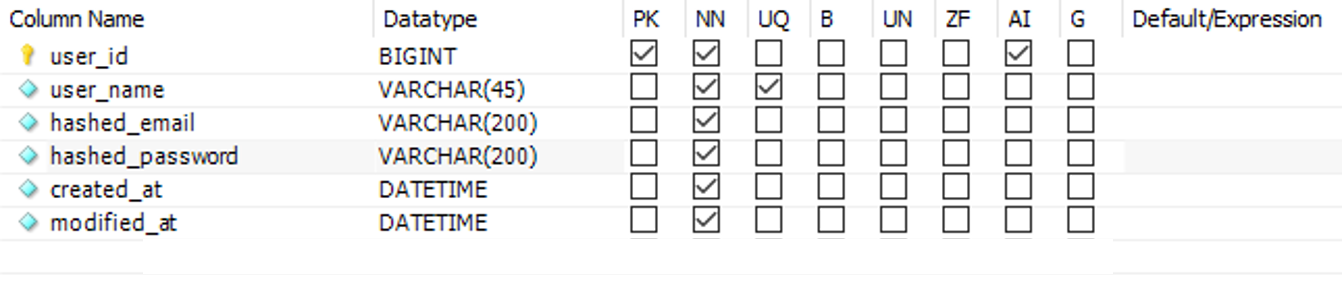 Column Name Datatype PK NN UQ B UN ZF AI G Default/Expression
user_id BIGINT
user_name VARCHAR(45)
hashed_email VARCHAR(200)
hashed_password VARCHAR(200)
created_at DATETIME
modified_at DATETIME